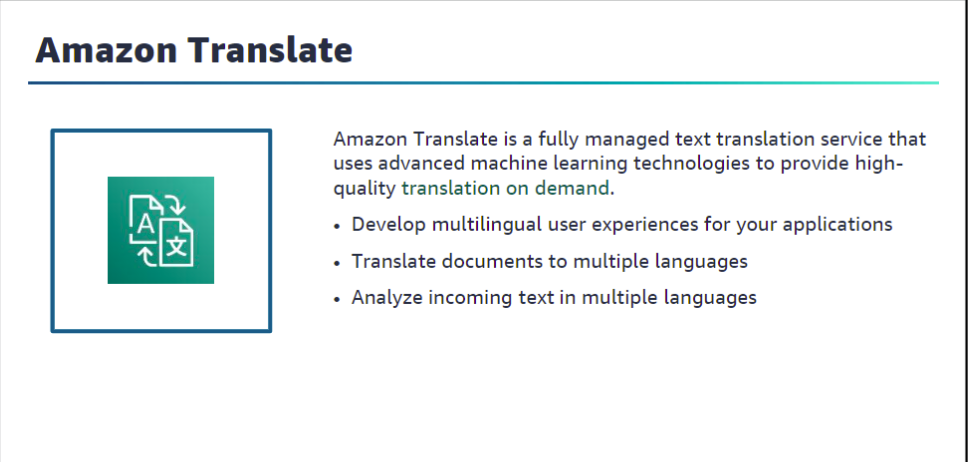 Amazon Translate
Amazon Translate is a fully managed text translation service that
uses advanced machine learning technologies to provide high-
quality translation on demand.
• Develop multilingual user experiences for your applications
• Translate documents to multiple languages
• Analyze incoming text in multiple languages
A
文